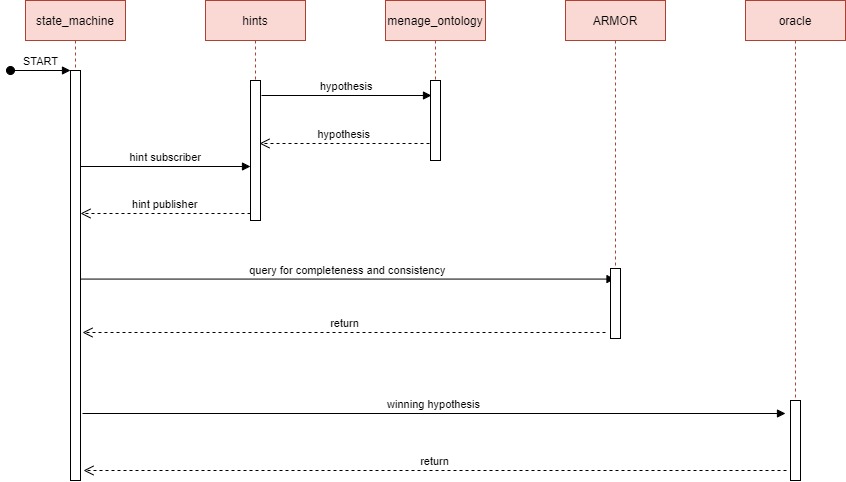 state_machine
hints
menage_ontology
ARMOR
oracle
START
hypothesis
hypothesis
hint subscriber
hint publisher
query for completeness and consistency
return
winning hypothesis
return